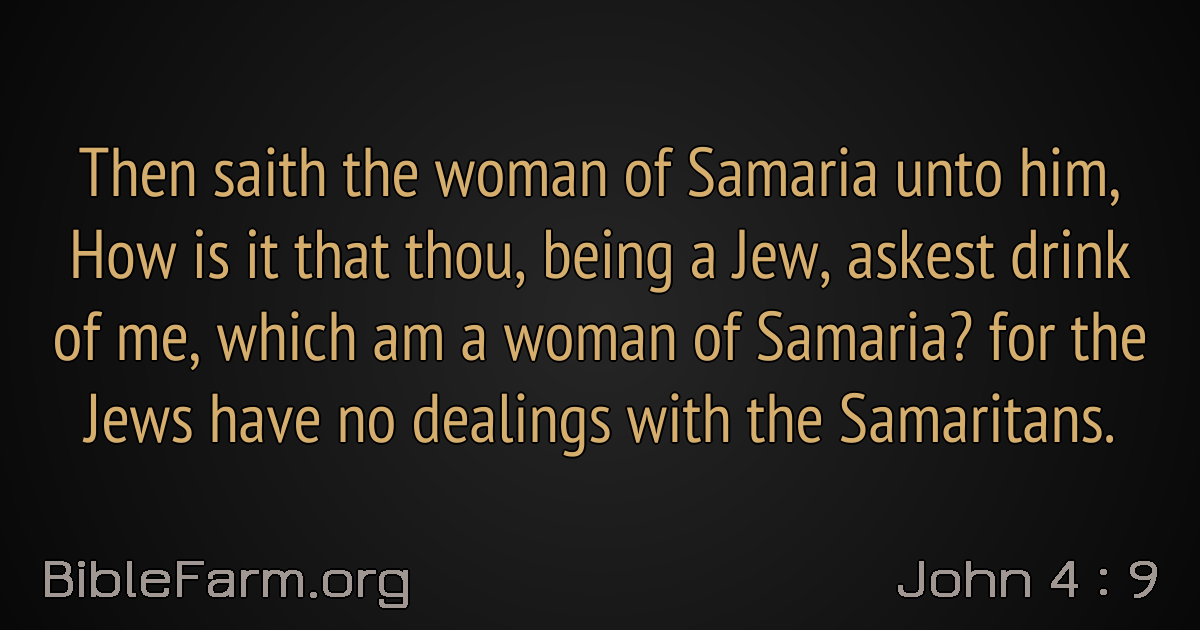 Then saith the woman of Samaria unto him,
How is it that thou, being a Jew, askest drink
of me, which am a woman of Samaria? for the
Jews have no dealings with the Samaritans.
BibleFarm.org
John 4 : 9